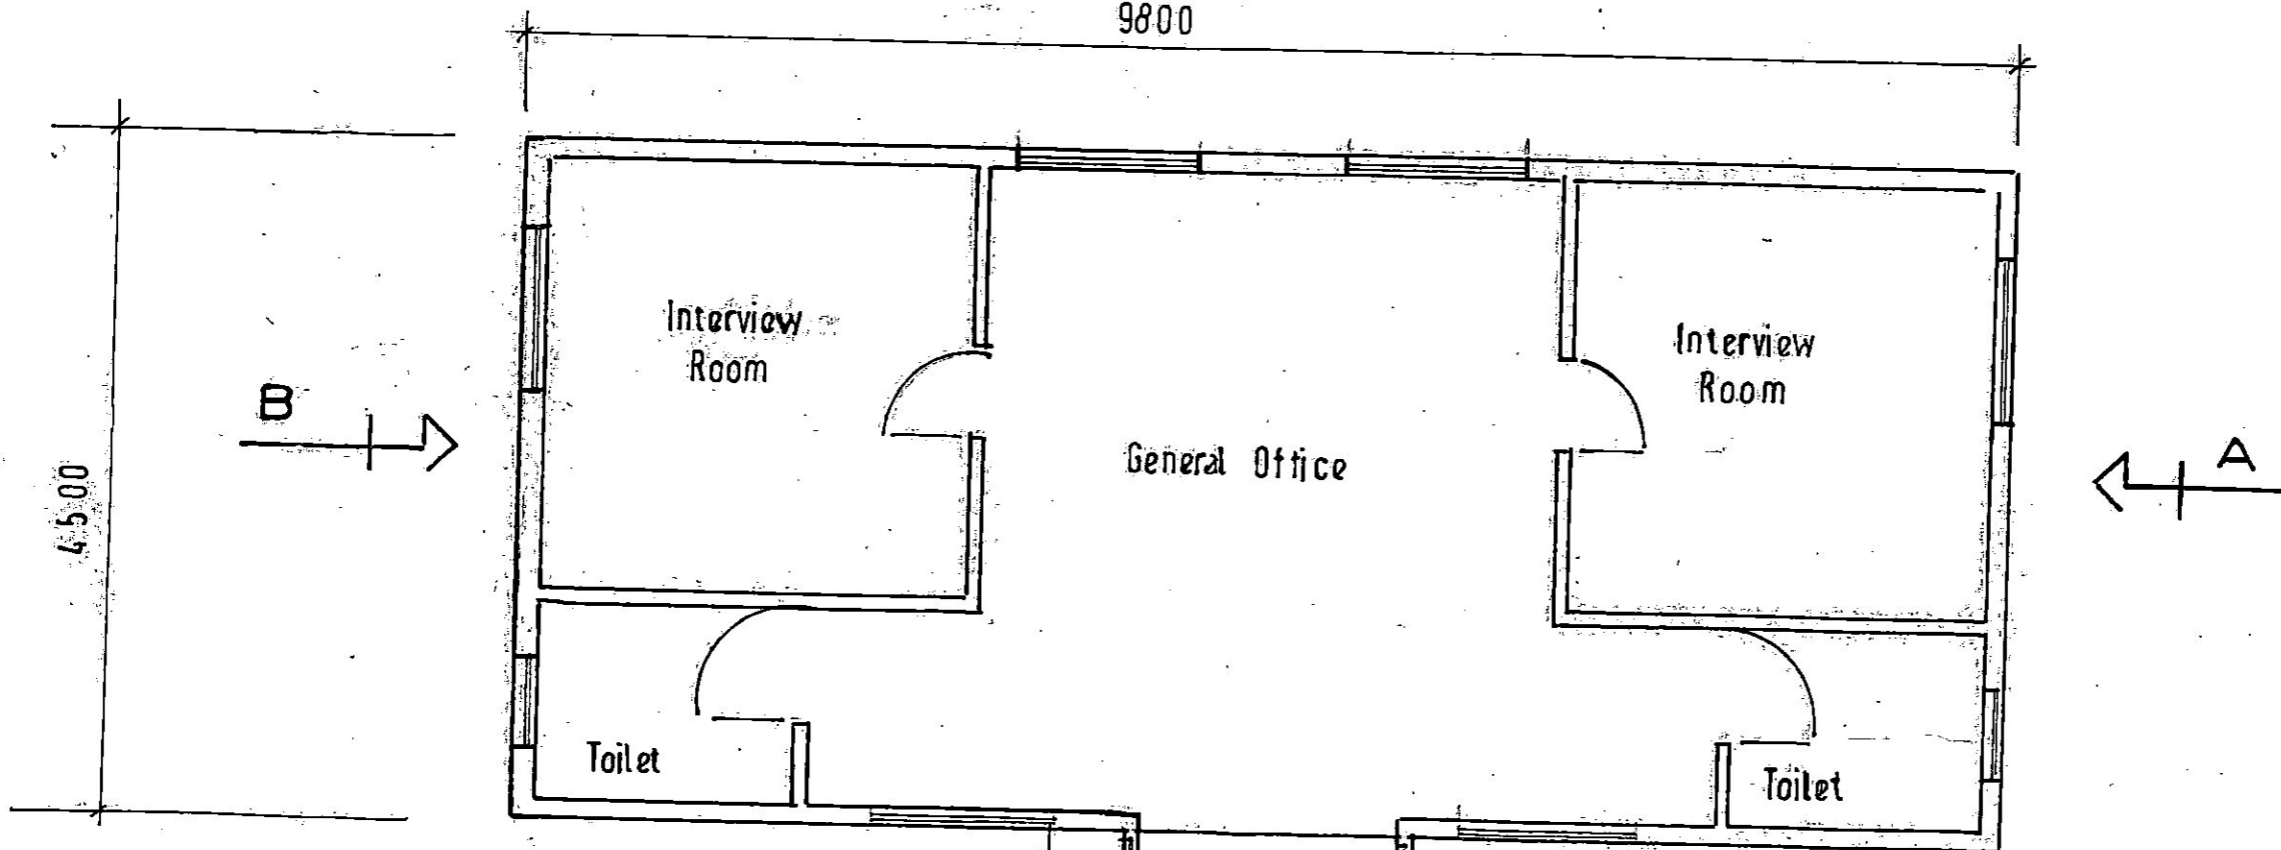 9800
Interview
Room
Interview
Room
B
General Office
A
4500
Toilet
Toilet